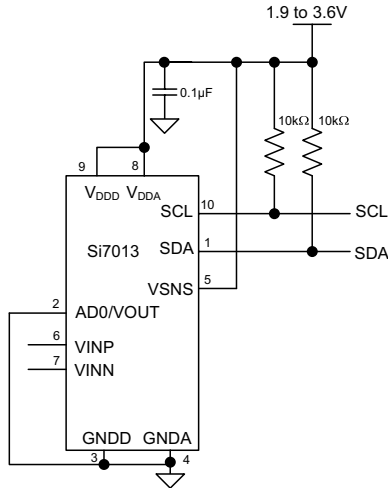 1.9 to 3.6V
0.1µF
10kΩ 10kΩ
9 8
VDDD VDDA
SCL 10 SCL
Si7013
SDA 1 SDA
VSNS 5
2 AD0/VOUT
6 VINP
7 VINN
GNDD GNDA
3 4